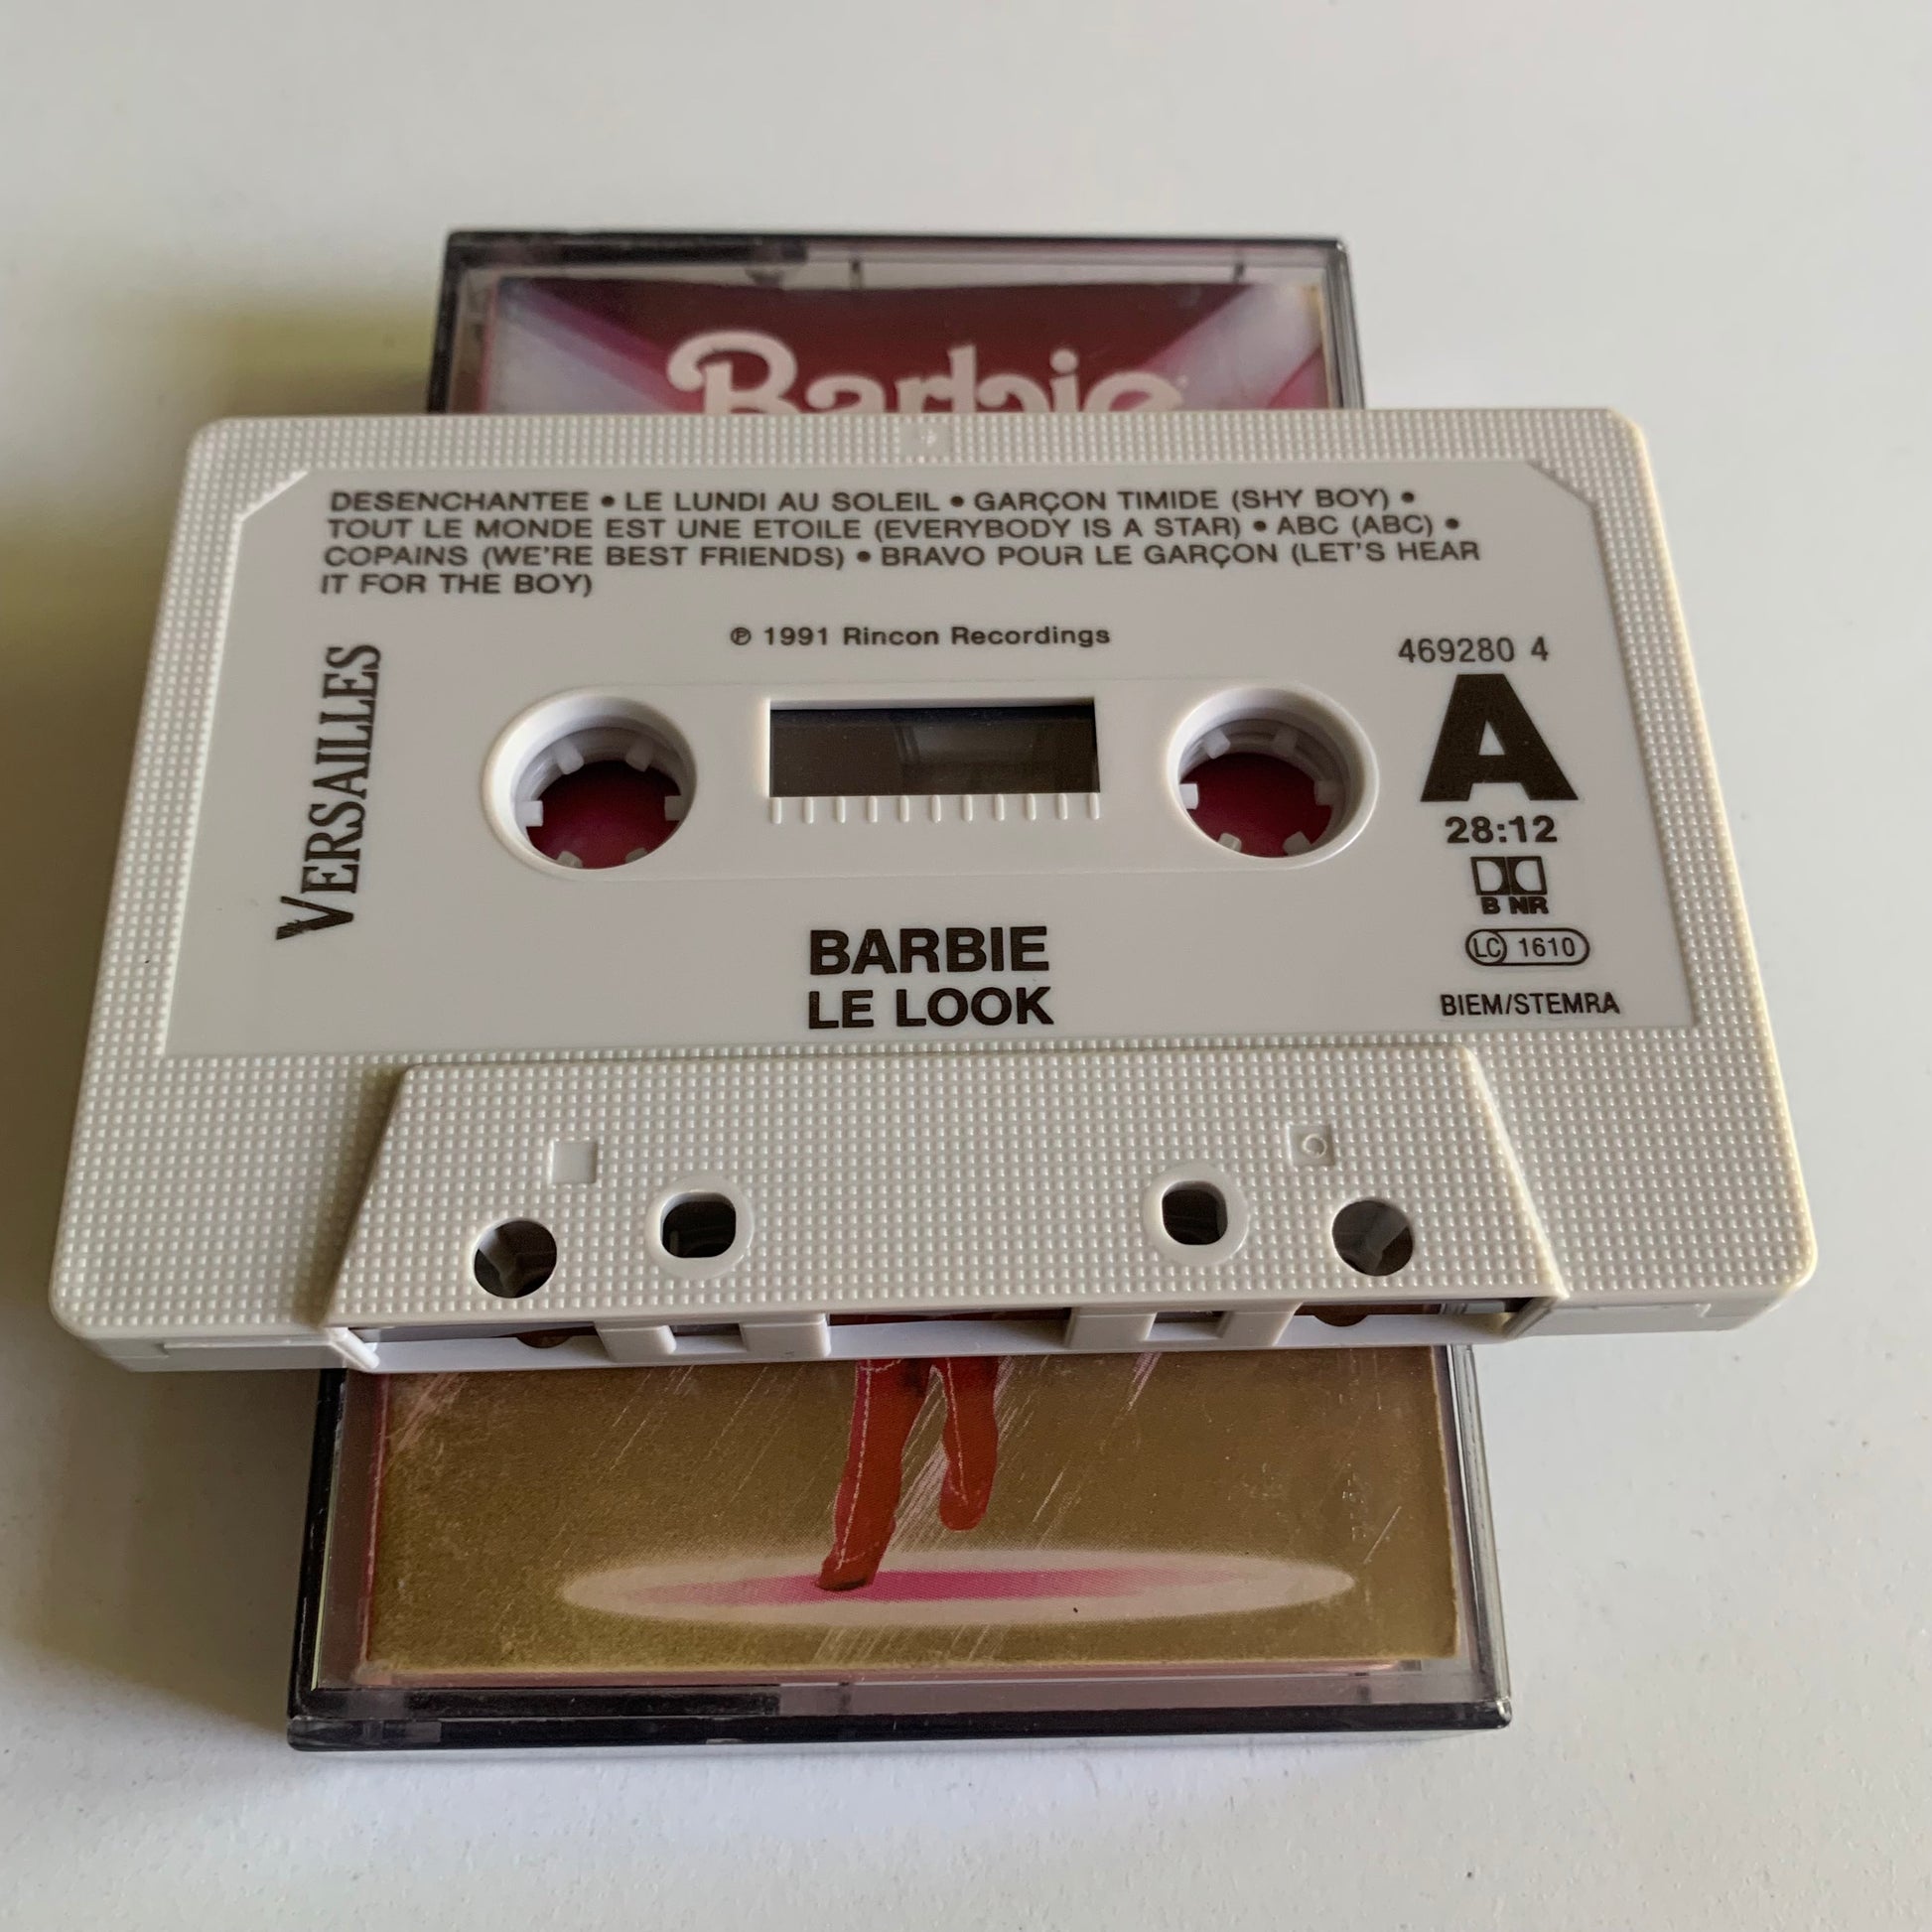 Barbie
DESENCHANTEE • LE LUNDI AU SOLEIL • GARÇON TIMIDE (SHY BOY) •
TOUT LE MONDE EST UNE ETOILE (EVERYBODY IS A STAR) • ABC (ABC) •
COPAINS (WE'RE BEST FRIENDS) • BRAVO POUR LE GARÇON (LET'S HEAR
IT FOR THE BOY)
℗ 1991 Rincon Recordings
VERSAILLES
469280 4
A
28:12
B NR
LC 1610
BIEM/STEMRA
BARBIE
LE LOOK